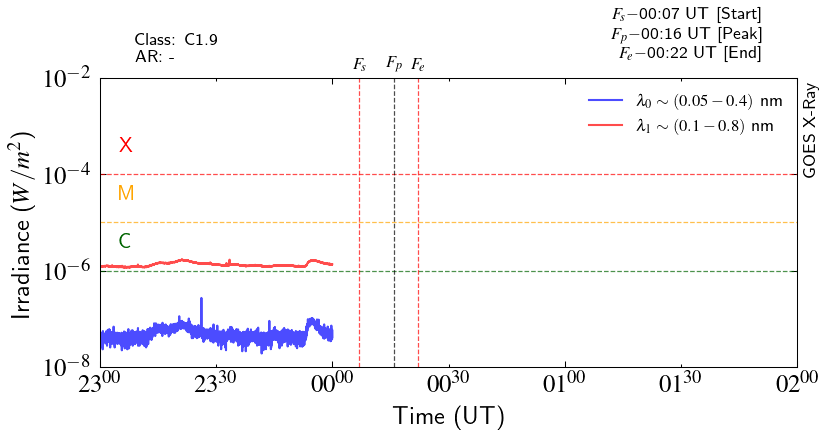 Class: C1.9
AR: -
Fs−00:07 UT [Start]
Fp−00:16 UT [Peak]
Fe−00:22 UT [End]
Fs Fp Fe
10⁻²
10⁻⁴
10⁻⁶
10⁻⁸
Irradiance (W/m²)
X
M
C
λ₀ ∼ (0.05 − 0.4) nm
λ₁ ∼ (0.1 − 0.8) nm
GOES X-Ray
23⁰⁰ 23³⁰ 00⁰⁰ 00³⁰ 01⁰⁰ 01³⁰ 02⁰⁰
Time (UT)